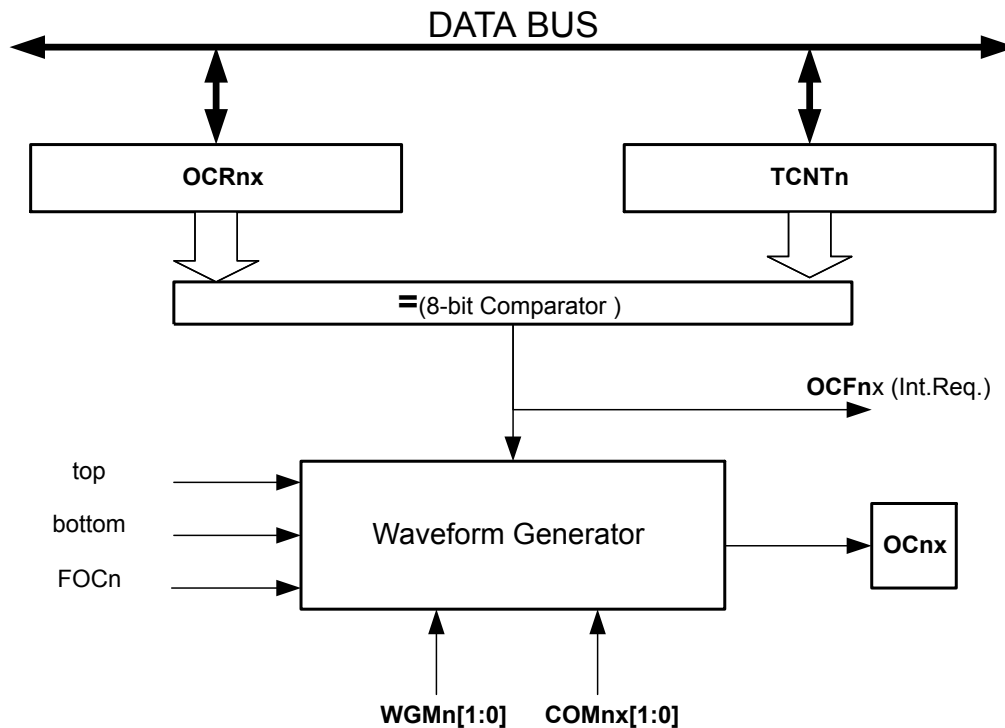 DATA BUS
OCRnx
TCNTn
=(8-bit Comparator )
OCFnx (Int.Req.)
top
bottom
FOCn
Waveform Generator
OCnx
WGMn[1:0]
COMnx[1:0]